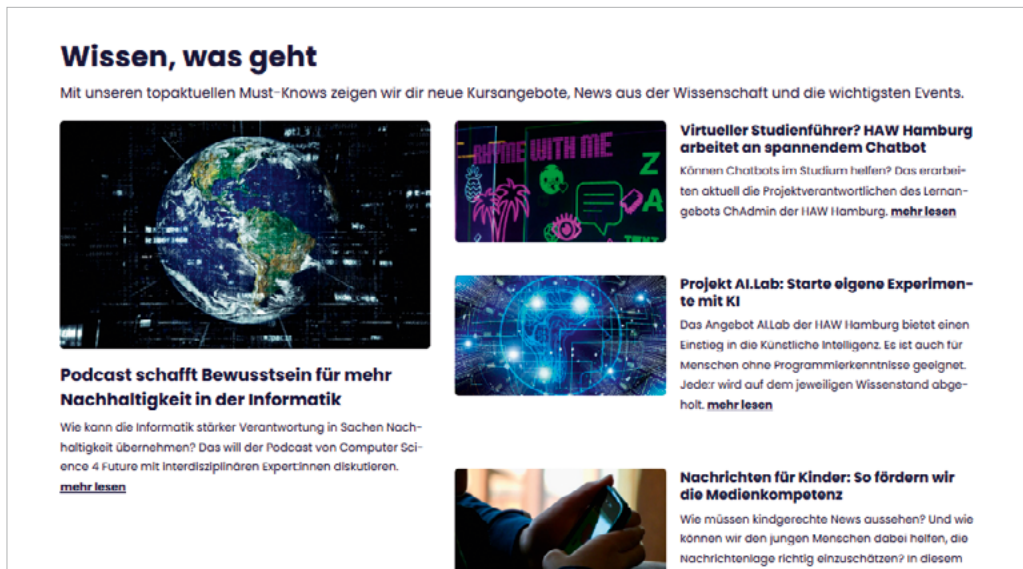 Wissen, was geht
Mit unseren topaktuellen Must-Knows zeigen wir dir neue Kursangebote, News aus der Wissenschaft und die wichtigsten Events.
Podcast schafft Bewusstsein für mehr
Nachhaltigkeit in der Informatik
Wie kann die Informatik stärker Verantwortung in Sachen Nach-
haltigkeit übernehmen? Das will der Podcast von Computer Sci-
ence 4 Future mit interdisziplinären Expert:innen diskutieren.
mehr lesen
RHYME WITH ME
Z
A
Virtueller Studienführer? HAW Hamburg
arbeitet an spannendem Chatbot
Können Chatbots im Studium helfen? Das erarbei-
ten aktuell die Projektverantwortlichen des Lernan-
gebots ChAdmin der HAW Hamburg. mehr lesen
Projekt AI.Lab: Starte eigene Experimen-
te mit KI
Das Angebot AI.Lab der HAW Hamburg bietet einen
Einstieg in die Künstliche Intelligenz. Es ist auch für
Menschen ohne Programmierkenntnisse geeignet.
Jede:r wird auf dem jeweiligen Wissenstand abge-
holt. mehr lesen
Nachrichten für Kinder: So fördern wir
die Medienkompetenz
Wie müssen kindgerechte News aussehen? Und wie
können wir den jungen Menschen dabei helfen, die
Nachrichtenlage richtig einzuschätzen? In diesem